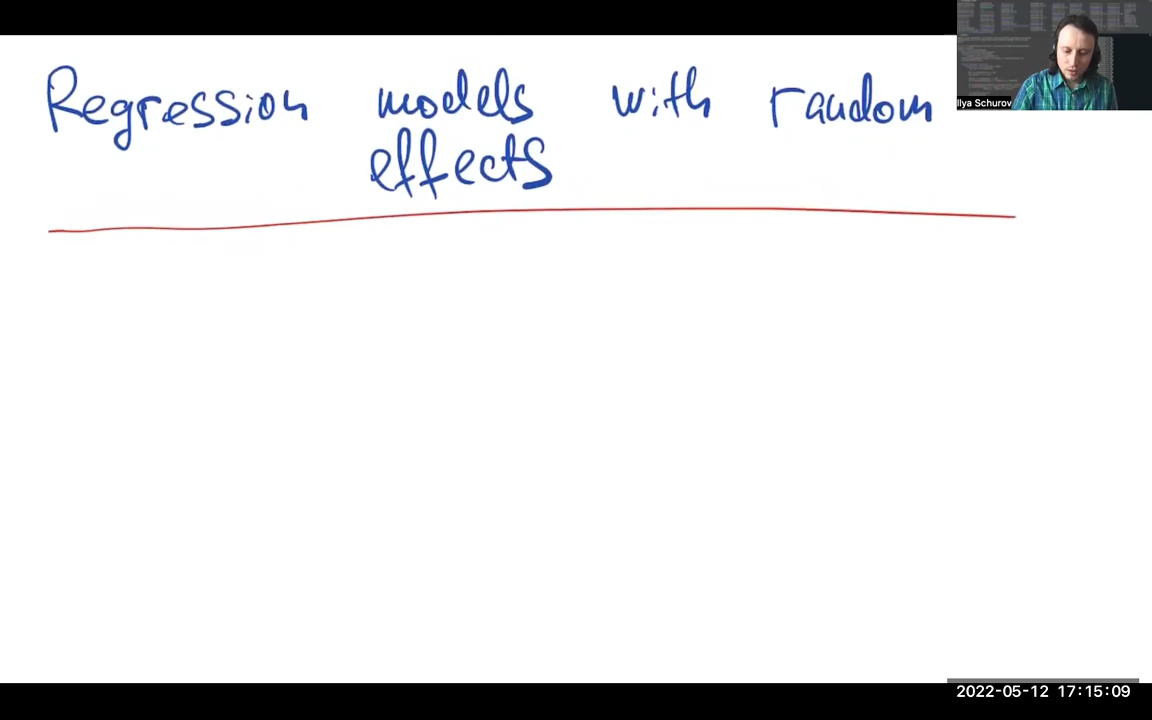 Regression models with random
effects
Ilya Schurov
2022-05-12 17:15:09